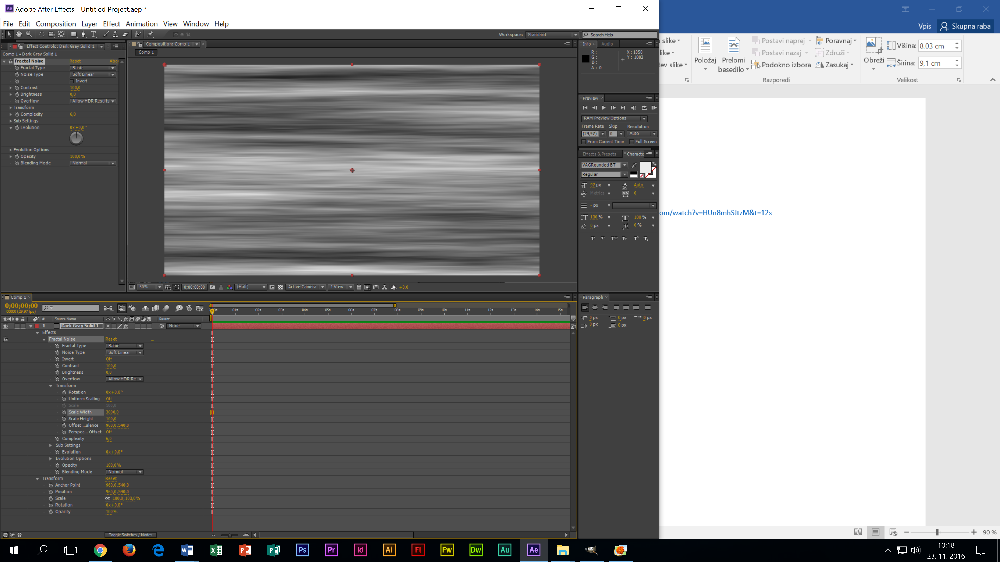 Adobe After Effects - Untitled Project.aep *
File Edit Composition Layer Effect Animation View Window Help
Workspace: Standard Search Help
Effect Controls: Dark Gray Solid 1
Comp 1 • Dark Gray Solid 1
Fractal Noise Reset Abo
Fractal Type Basic
Noise Type Soft Linear
Invert
Contrast 100,0
Brightness 0,0
Overflow Allow HDR Results
Transform
Complexity 6,0
Sub Settings
Evolution 0x+0,0°
Evolution Options
Opacity 100,0%
Blending Mode Normal
Composition: Comp 1
Comp 1
50% 0;00;00;00 (Half) Active Camera 1 View +0,0
Info Audio
R: X: 1850
G: Y: 1082
B:
A: 0
Preview
RAM Preview Options
Frame Rate Skip Resolution
(29,97) 0 Auto
From Current Time Full Screen
Effects & Presets Characte
VAGRounded BT
Regular
97 px Auto
Metrics 0
- px
100 % 100 %
0 px 0 %
T T TT Tт T¹ T₁
Paragraph
0 px 0 px 0 px
0 px 0 px
Comp 1
0;00;00;00
00000 (29.97 fps)
01s 02s 03s 04s 05s 06s 07s 08s 09s 10s 11s 12s 13s 14s 15s
# Source Name Parent
1 Dark Gray Solid 1 None
Effects
Fractal Noise Reset ...
Fractal Type Basic
Noise Type Soft Linear
Invert Off
Contrast 100,0
Brightness 0,0
Overflow Allow HDR Re
Transform
Rotation 0x+0,0°
Uniform Scaling Off
Scale 100,0
Scale Width 3000,0
Scale Height 100,0
Offset ...ulence 960,0,540,0
Perspec... Offset Off
Complexity 6,0
Sub Settings
Evolution 0x+0,0°
Evolution Options
Opacity 100,0%
Blending Mode Normal
Transform Reset
Anchor Point 960,0,540,0
Position 960,0,540,0
Scale 100,0,100,0%
Rotation 0x+0,0°
Opacity 100%
Toggle Switches / Modes
Vpis Skupna raba
slike
like
tev slike
Položaj
Prelomi
besedilo
Postavi naprej
Postavi nazaj
Podokno izbora
Poravnaj
Združi
Zasukaj
Razporedi
Obreži
Višina: 8,03 cm
Širina: 9,1 cm
Velikost
om/watch?v=HUn8mhSJtzM&t=12s
90 %
Ps Pr Id Ai Fl Fw Dw Au Ae
10:18
23. 11. 2016